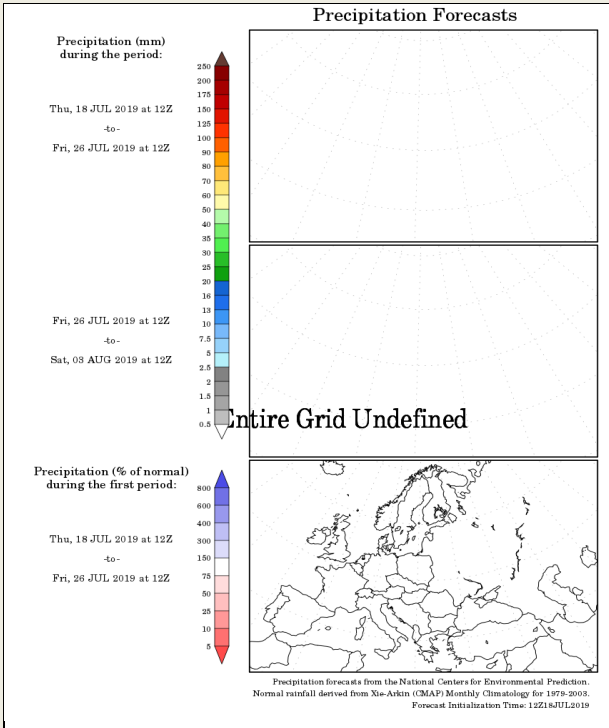 Precipitation Forecasts
Precipitation (mm)
during the period:
Thu, 18 JUL 2019 at 12Z
-to-
Fri, 26 JUL 2019 at 12Z
250
200
175
150
125
100
90
80
70
60
50
40
35
30
25
20
16
13
10
7.5
5
2.5
2
1.5
1
0.5
Fri, 26 JUL 2019 at 12Z
-to-
Sat, 03 AUG 2019 at 12Z
Entire Grid Undefined
Precipitation (% of normal)
during the first period:
Thu, 18 JUL 2019 at 12Z
-to-
Fri, 26 JUL 2019 at 12Z
800
600
400
300
150
75
50
25
10
5
Precipitation forecasts from the National Centers for Environmental Prediction.
Normal rainfall derived from Xie-Arkin (CMAP) Monthly Climatology for 1979-2003.
Forecast Initialization Time: 12Z18JUL2019